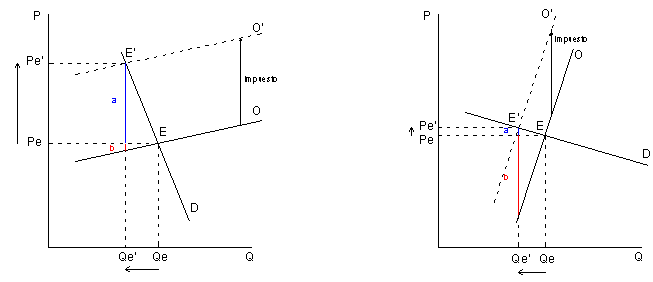 P
O'
E'
Pe'
impuesto
a
O
E
Pe
b
D
Qe'
Qe
Q
P
O'
impuesto
O
E'
E
Pe'
a
Pe
D
b
Qe'
Qe
Q